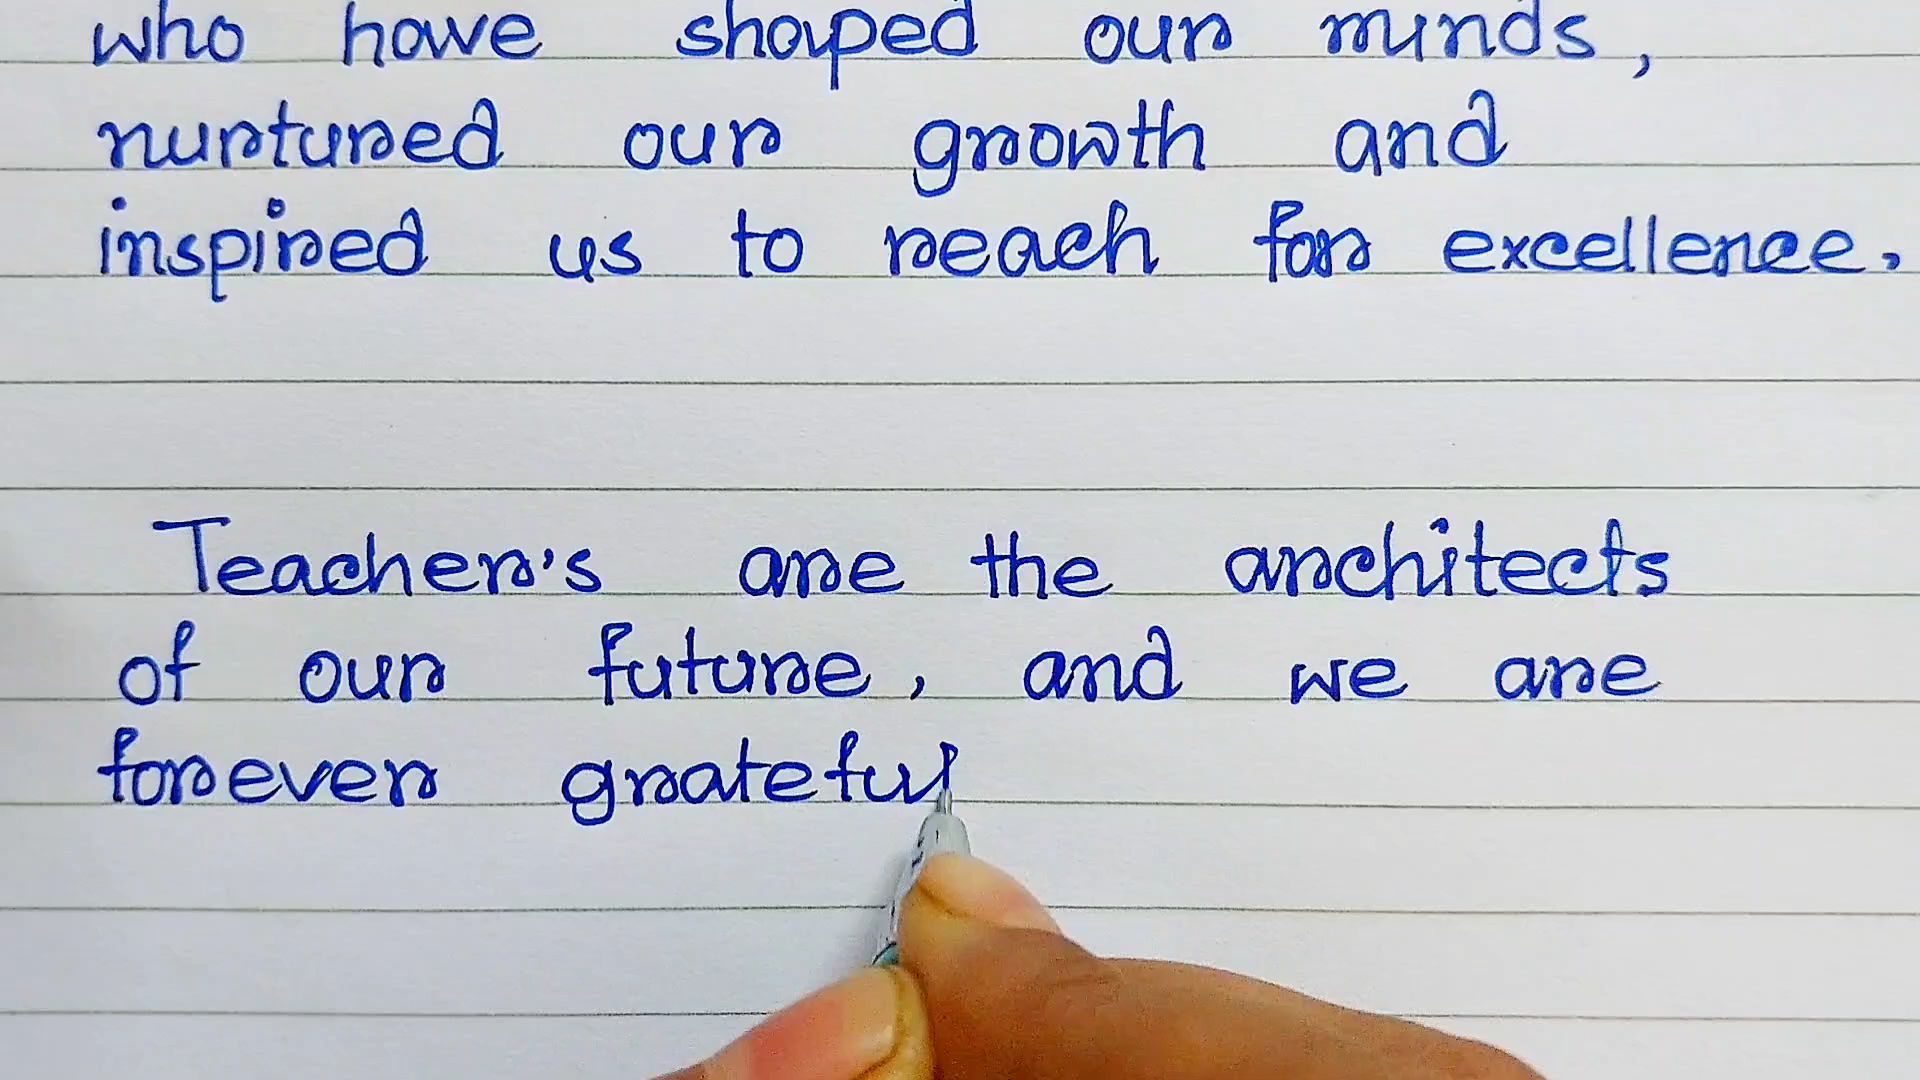 who have shaped our minds,
nurtured our growth and
inspired us to reach for excellence.
Teacher's are the architects
of our future, and we are
forever grateful